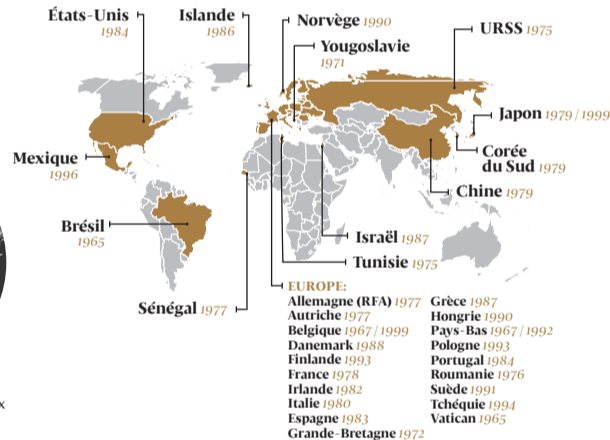 États-Unis
1984
Islande
1986
Norvège 1990
Yougoslavie
1971
URSS 1975
Japon 1979 / 1999
Corée
du Sud 1979
Chine 1979
Mexique
1996
Brésil
1965
Israël 1987
Tunisie 1975
Sénégal 1977
EUROPE:
Allemagne (RFA) 1977
Autriche 1977
Belgique 1967 / 1999
Danemark 1988
Finlande 1993
France 1978
Irlande 1982
Italie 1980
Espagne 1983
Grande-Bretagne 1972
Grèce 1987
Hongrie 1990
Pays-Bas 1967 / 1992
Pologne 1993
Portugal 1984
Roumanie 1976
Suède 1991
Tchéquie 1994
Vatican 1965
x